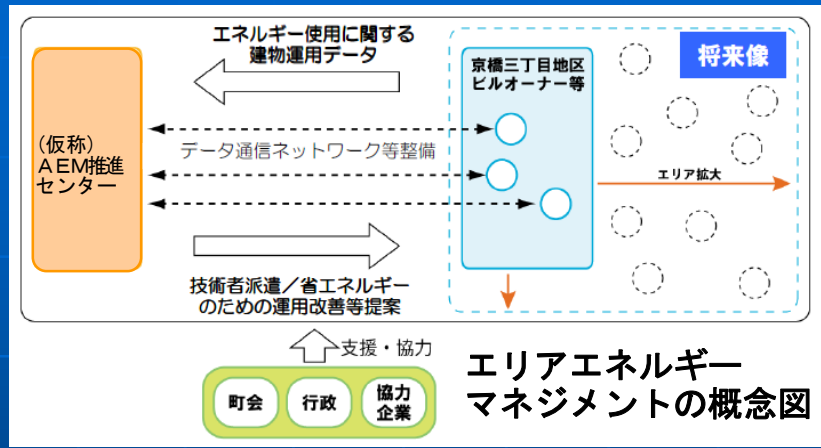 エネルギー使用に関する
建物運用データ
将来像
京橋三丁目地区
ビルオーナー等
(仮称)
AEM推進
センター
データ通信ネットワーク等整備
エリア拡大
技術者派遣/省エネルギー
のための運用改善等提案
支援・協力
町会
行政
協力
企業
エリアエネルギー
マネジメントの概念図